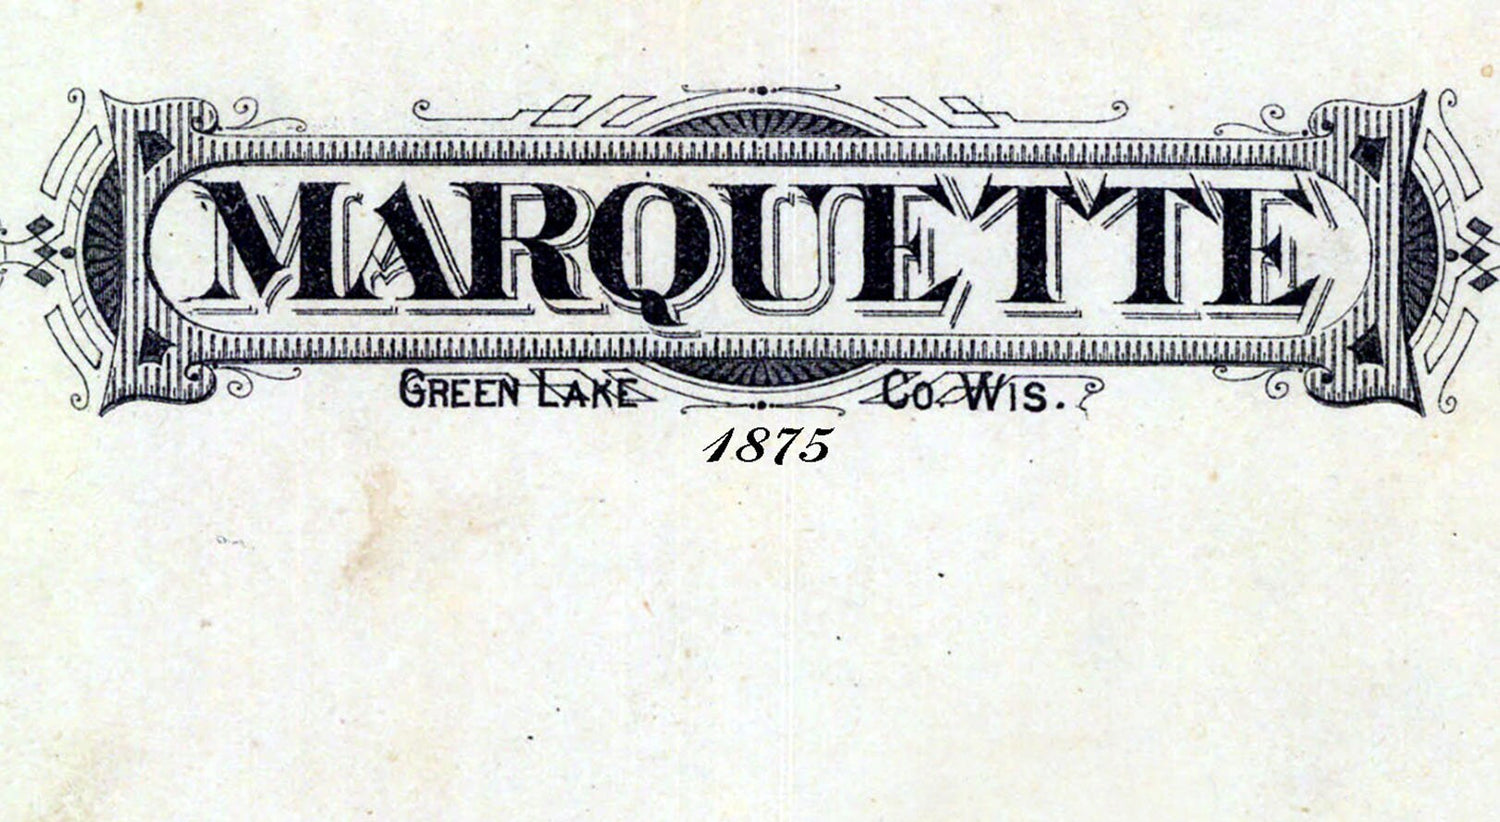 MARQUETTE
GREEN LAKE CO. WIS.
1875